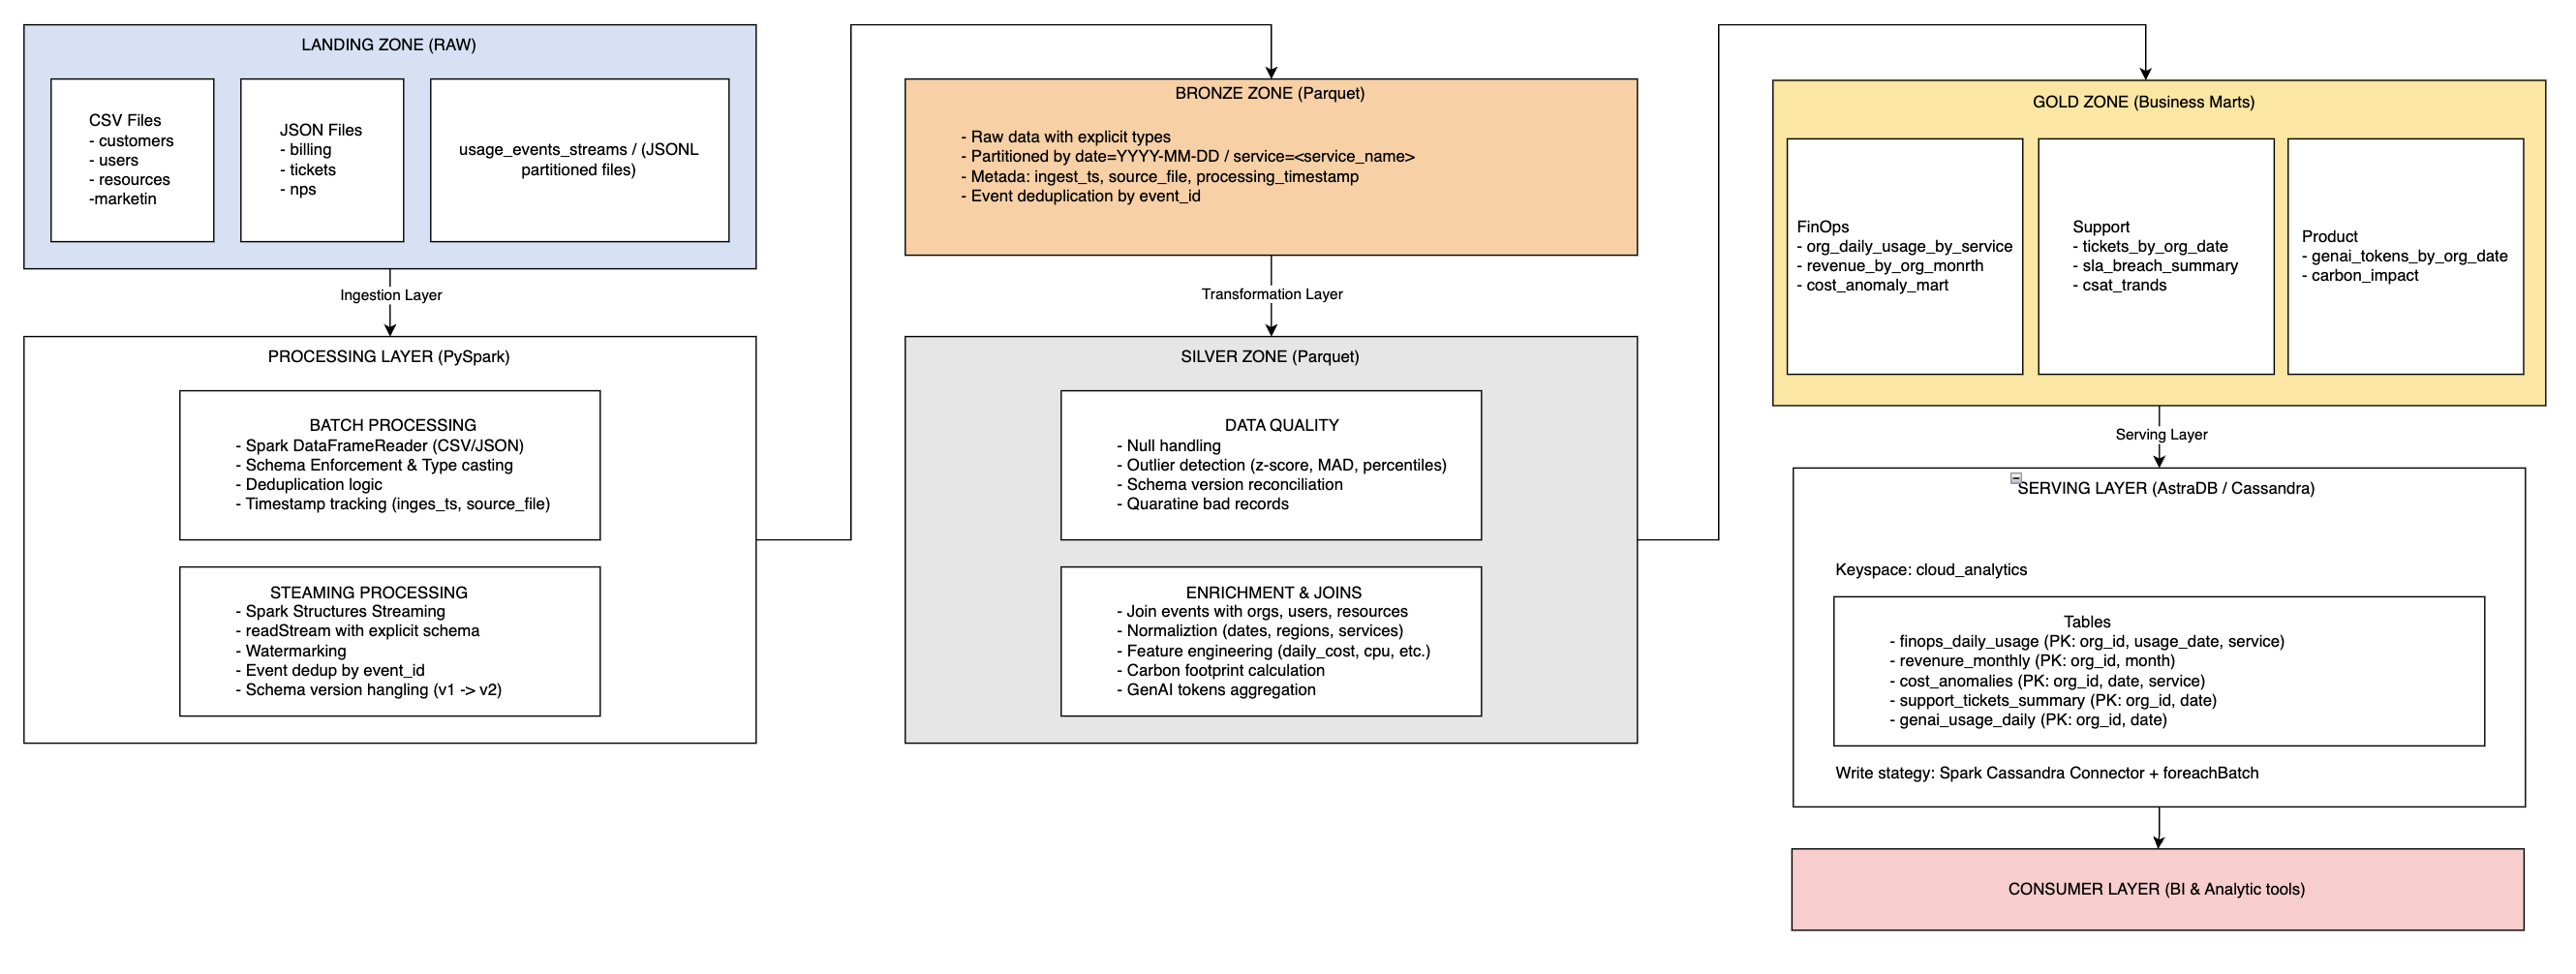 LANDING ZONE (RAW)
CSV Files
- customers
- users
- resources
-marketin
JSON Files
- billing
- tickets
- nps
usage_events_streams / (JSONL
partitioned files)
Ingestion Layer
PROCESSING LAYER (PySpark)
BATCH PROCESSING
- Spark DataFrameReader (CSV/JSON)
- Schema Enforcement & Type casting
- Deduplication logic
- Timestamp tracking (inges_ts, source_file)
STEAMING PROCESSING
- Spark Structures Streaming
- readStream with explicit schema
- Watermarking
- Event dedup by event_id
- Schema version hangling (v1 -> v2)
BRONZE ZONE (Parquet)
- Raw data with explicit types
- Partitioned by date=YYYY-MM-DD / service=<service_name>
- Metada: ingest_ts, source_file, processing_timestamp
- Event deduplication by event_id
Transformation Layer
SILVER ZONE (Parquet)
DATA QUALITY
- Null handling
- Outlier detection (z-score, MAD, percentiles)
- Schema version reconciliation
- Quaratine bad records
ENRICHMENT & JOINS
- Join events with orgs, users, resources
- Normaliztion (dates, regions, services)
- Feature engineering (daily_cost, cpu, etc.)
- Carbon footprint calculation
- GenAI tokens aggregation
GOLD ZONE (Business Marts)
FinOps
- org_daily_usage_by_service
- revenue_by_org_monrth
- cost_anomaly_mart
Support
- tickets_by_org_date
- sla_breach_summary
- csat_trands
Product
- genai_tokens_by_org_date
- carbon_impact
Serving Layer
SERVING LAYER (AstraDB / Cassandra)
Keyspace: cloud_analytics
Tables
- finops_daily_usage (PK: org_id, usage_date, service)
- revenure_monthly (PK: org_id, month)
- cost_anomalies (PK: org_id, date, service)
- support_tickets_summary (PK: org_id, date)
- genai_usage_daily (PK: org_id, date)
Write stategy: Spark Cassandra Connector + foreachBatch
CONSUMER LAYER (BI & Analytic tools)